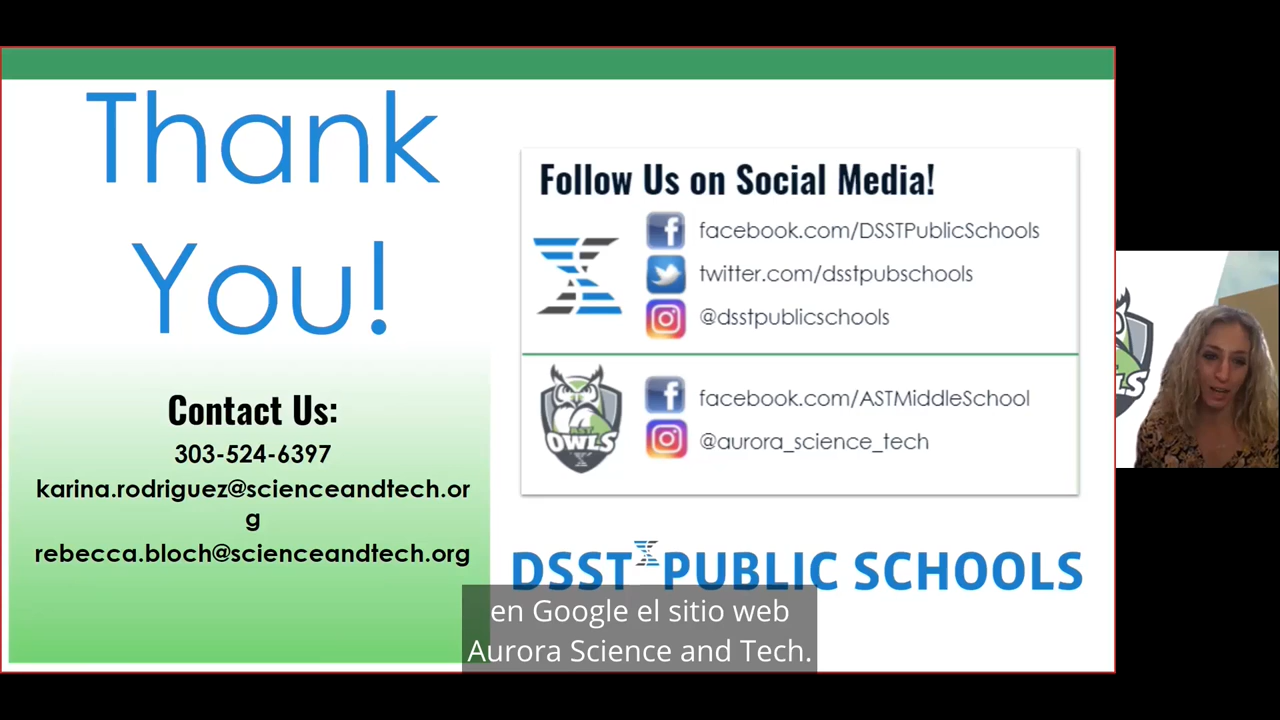 Thank
You!
Contact Us:
303-524-6397
karina.rodriguez@scienceandtech.or
g
rebecca.bloch@scienceandtech.org
Follow Us on Social Media!
facebook.com/DSSTPublicSchools
twitter.com/dsstpubschools
@dsstpublicschools
AST
OWLS
facebook.com/ASTMiddleSchool
@aurora_science_tech
DSST PUBLIC SCHOOLS
en Google el sitio web
Aurora Science and Tech.